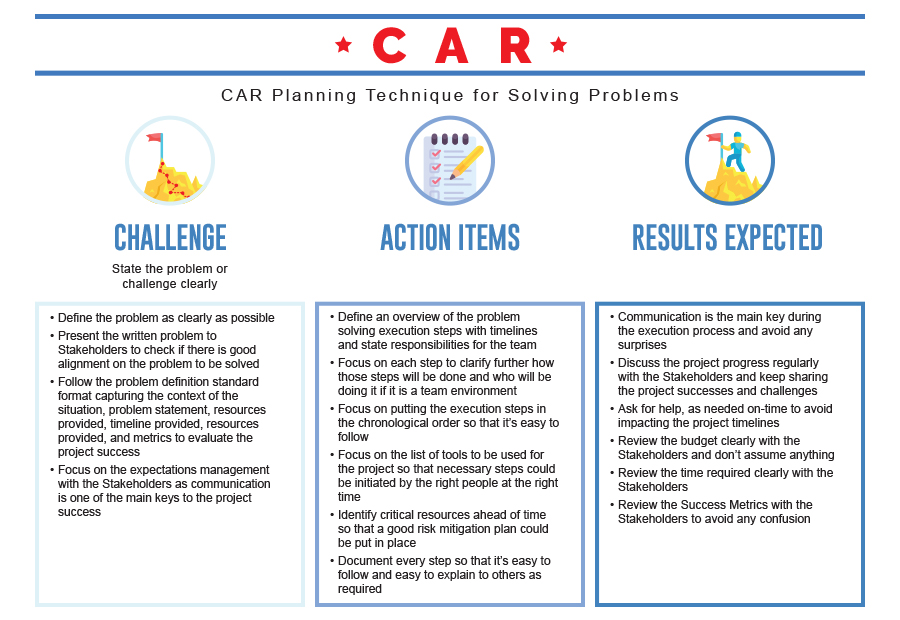 CAR
CAR Planning Technique for Solving Problems
CHALLENGE
State the problem or
challenge clearly
• Define the problem as clearly as possible
• Present the written problem to
Stakeholders to check if there is good
alignment on the problem to be solved
• Follow the problem definition standard
format capturing the context of the
situation, problem statement, resources
provided, timeline provided, resources
provided, and metrics to evaluate the
project success
• Focus on the expectations management
with the Stakeholders as communication
is one of the main keys to the project
success
ACTION ITEMS
• Define an overview of the problem
solving execution steps with timelines
and state responsibilities for the team
• Focus on each step to clarify further how
those steps will be done and who will be
doing it if it is a team environment
• Focus on putting the execution steps in
the chronological order so that it's easy to
follow
• Focus on the list of tools to be used for
the project so that necessary steps could
be initiated by the right people at the right
time
• Identify critical resources ahead of time
so that a good risk mitigation plan could
be put in place
• Document every step so that it's easy to
follow and easy to explain to others as
required
RESULTS EXPECTED
• Communication is the main key during
the execution process and avoid any
surprises
• Discuss the project progress regularly
with the Stakeholders and keep sharing
the project successes and challenges
• Ask for help, as needed on-time to avoid
impacting the project timelines
• Review the budget clearly with the
Stakeholders and don't assume anything
• Review the time required clearly with the
Stakeholders
• Review the Success Metrics with the
Stakeholders to avoid any confusion